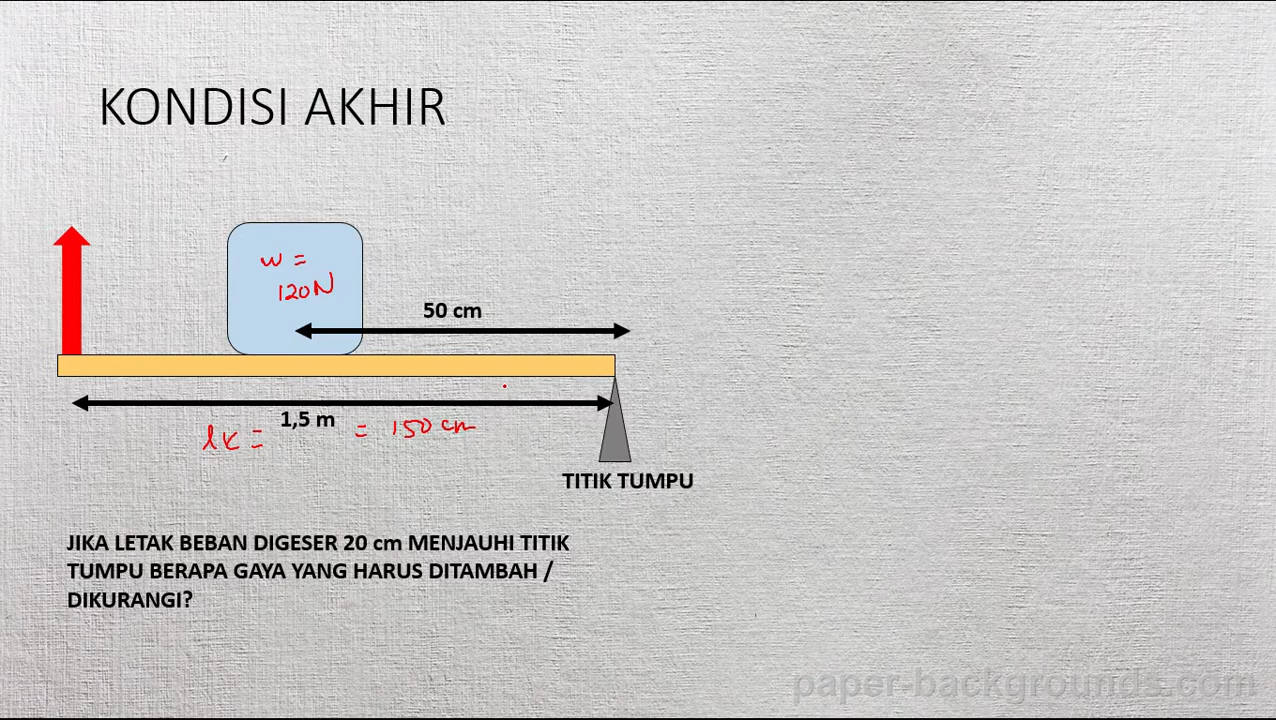 KONDISI AKHIR
w =
120N
50 cm
1,5 m
lk = = 150 cm
TITIK TUMPU
JIKA LETAK BEBAN DIGESER 20 cm MENJAUHI TITIK
TUMPU BERAPA GAYA YANG HARUS DITAMBAH /
DIKURANGI?
paper-backgrounds.com